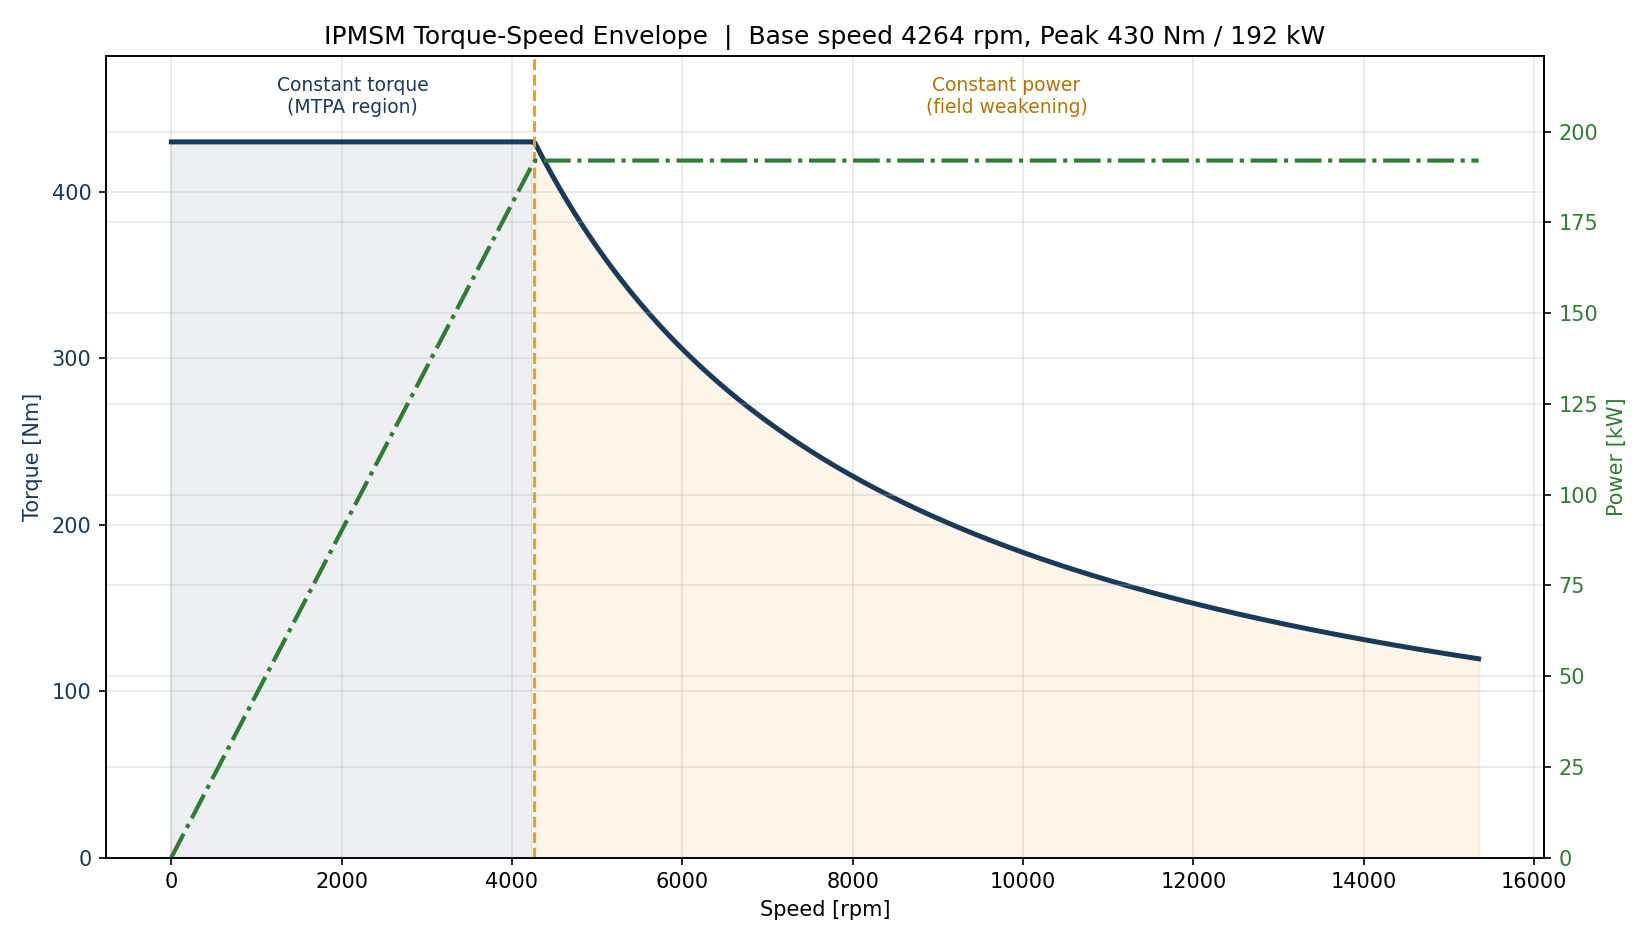 IPMSM Torque-Speed Envelope | Base speed 4264 rpm, Peak 430 Nm / 192 kW
Constant torque
(MTPA region)
Constant power
(field weakening)
Torque [Nm]
400
300
200
100
0
200
175
150
125
100
75
50
25
0
Power [kW]
0 2000 4000 6000 8000 10000 12000 14000 16000
Speed [rpm]